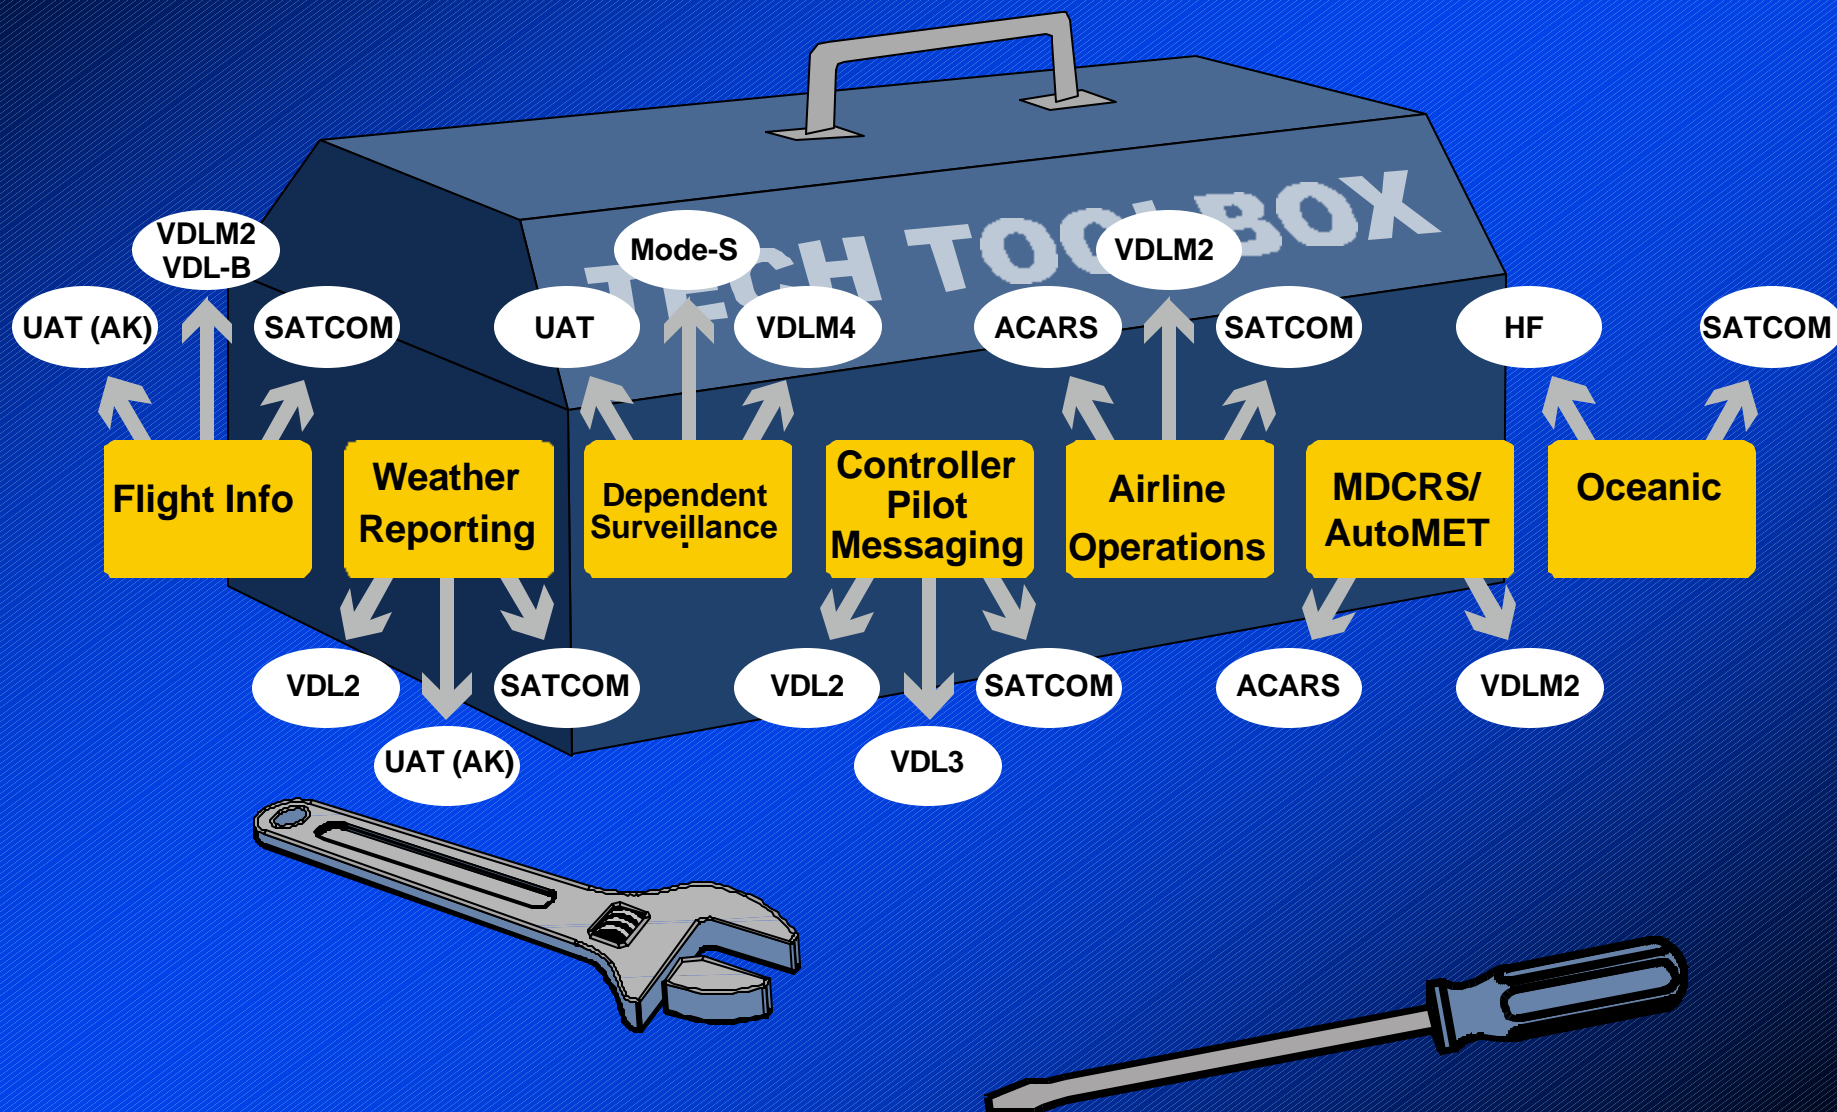 TECH TOOLBOX
VDLM2
VDL-B
Mode-S
VDLM2
UAT (AK)
SATCOM
UAT
VDLM4
ACARS
SATCOM
HF
SATCOM
Flight Info
Weather
Reporting
Dependent
Surveillance
Controller
Pilot
Messaging
Airline
Operations
MDCRS/
AutoMET
Oceanic
VDL2
SATCOM
VDL2
SATCOM
ACARS
VDLM2
UAT (AK)
VDL3